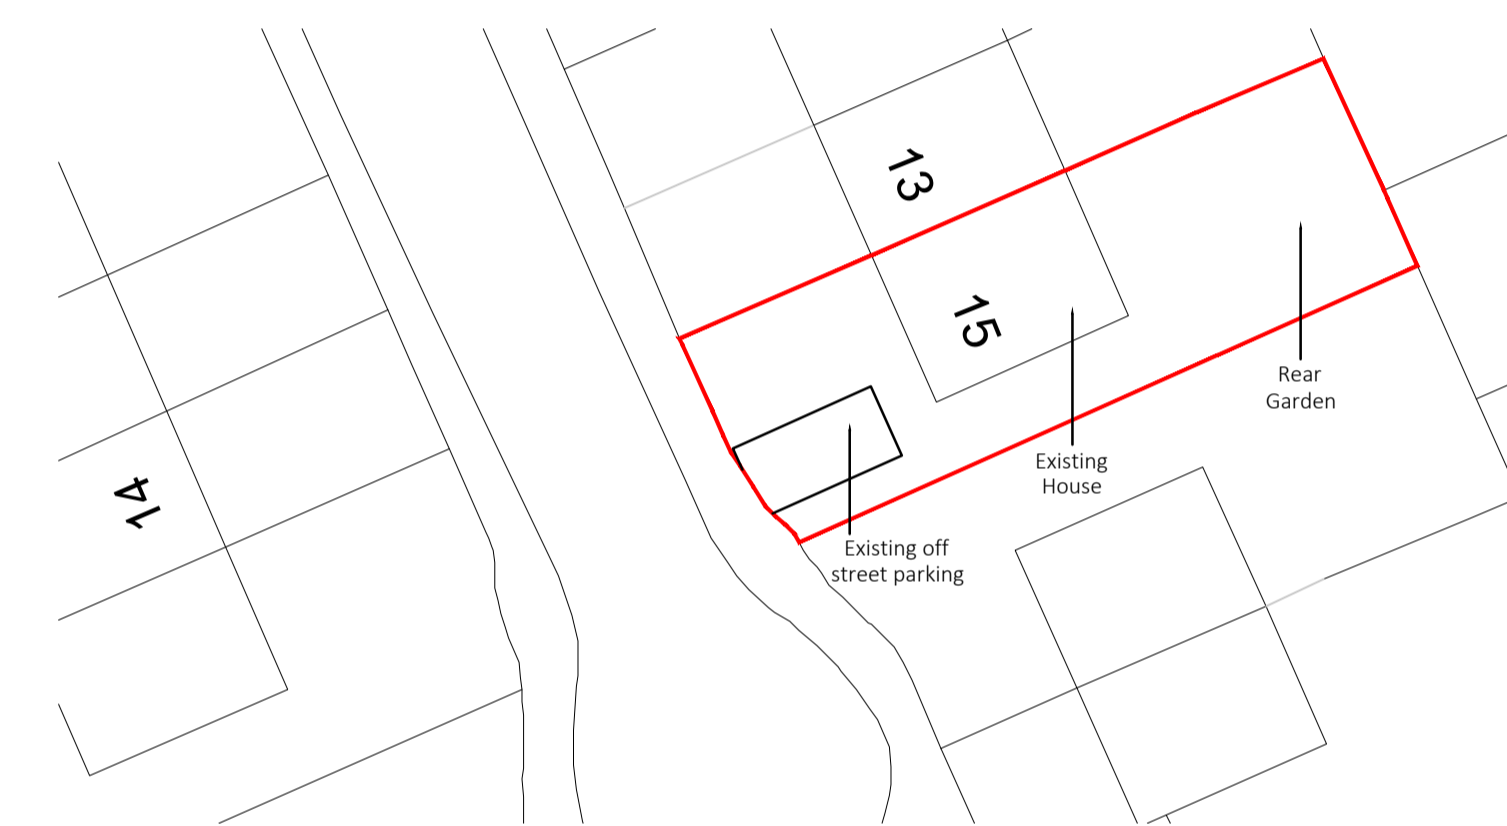 13
15
14
Rear
Garden
Existing
House
Existing off
street parking